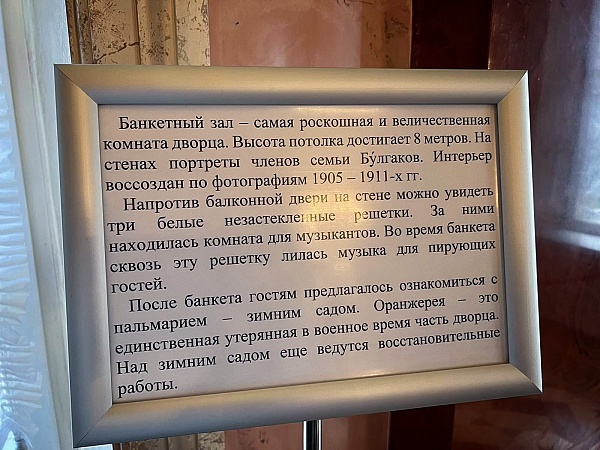 Банкетный зал – самая роскошная и величественная
комната дворца. Высота потолка достигает 8 метров. На
стенах портреты членов семьи Бу́лгаков. Интерьер
воссоздан по фотографиям 1905 – 1911-х гг.
Напротив балконной двери на стене можно увидеть
три белые незастекленные решетки. За ними
находилась комната для музыкантов. Во время банкета
сквозь эту решетку лилась музыка для пирующих
гостей.
После банкета гостям предлагалось ознакомиться с
пальмарием – зимним садом. Оранжерея – это
единственная утерянная в военное время часть дворца.
Над зимним садом еще ведутся восстановительные
работы.